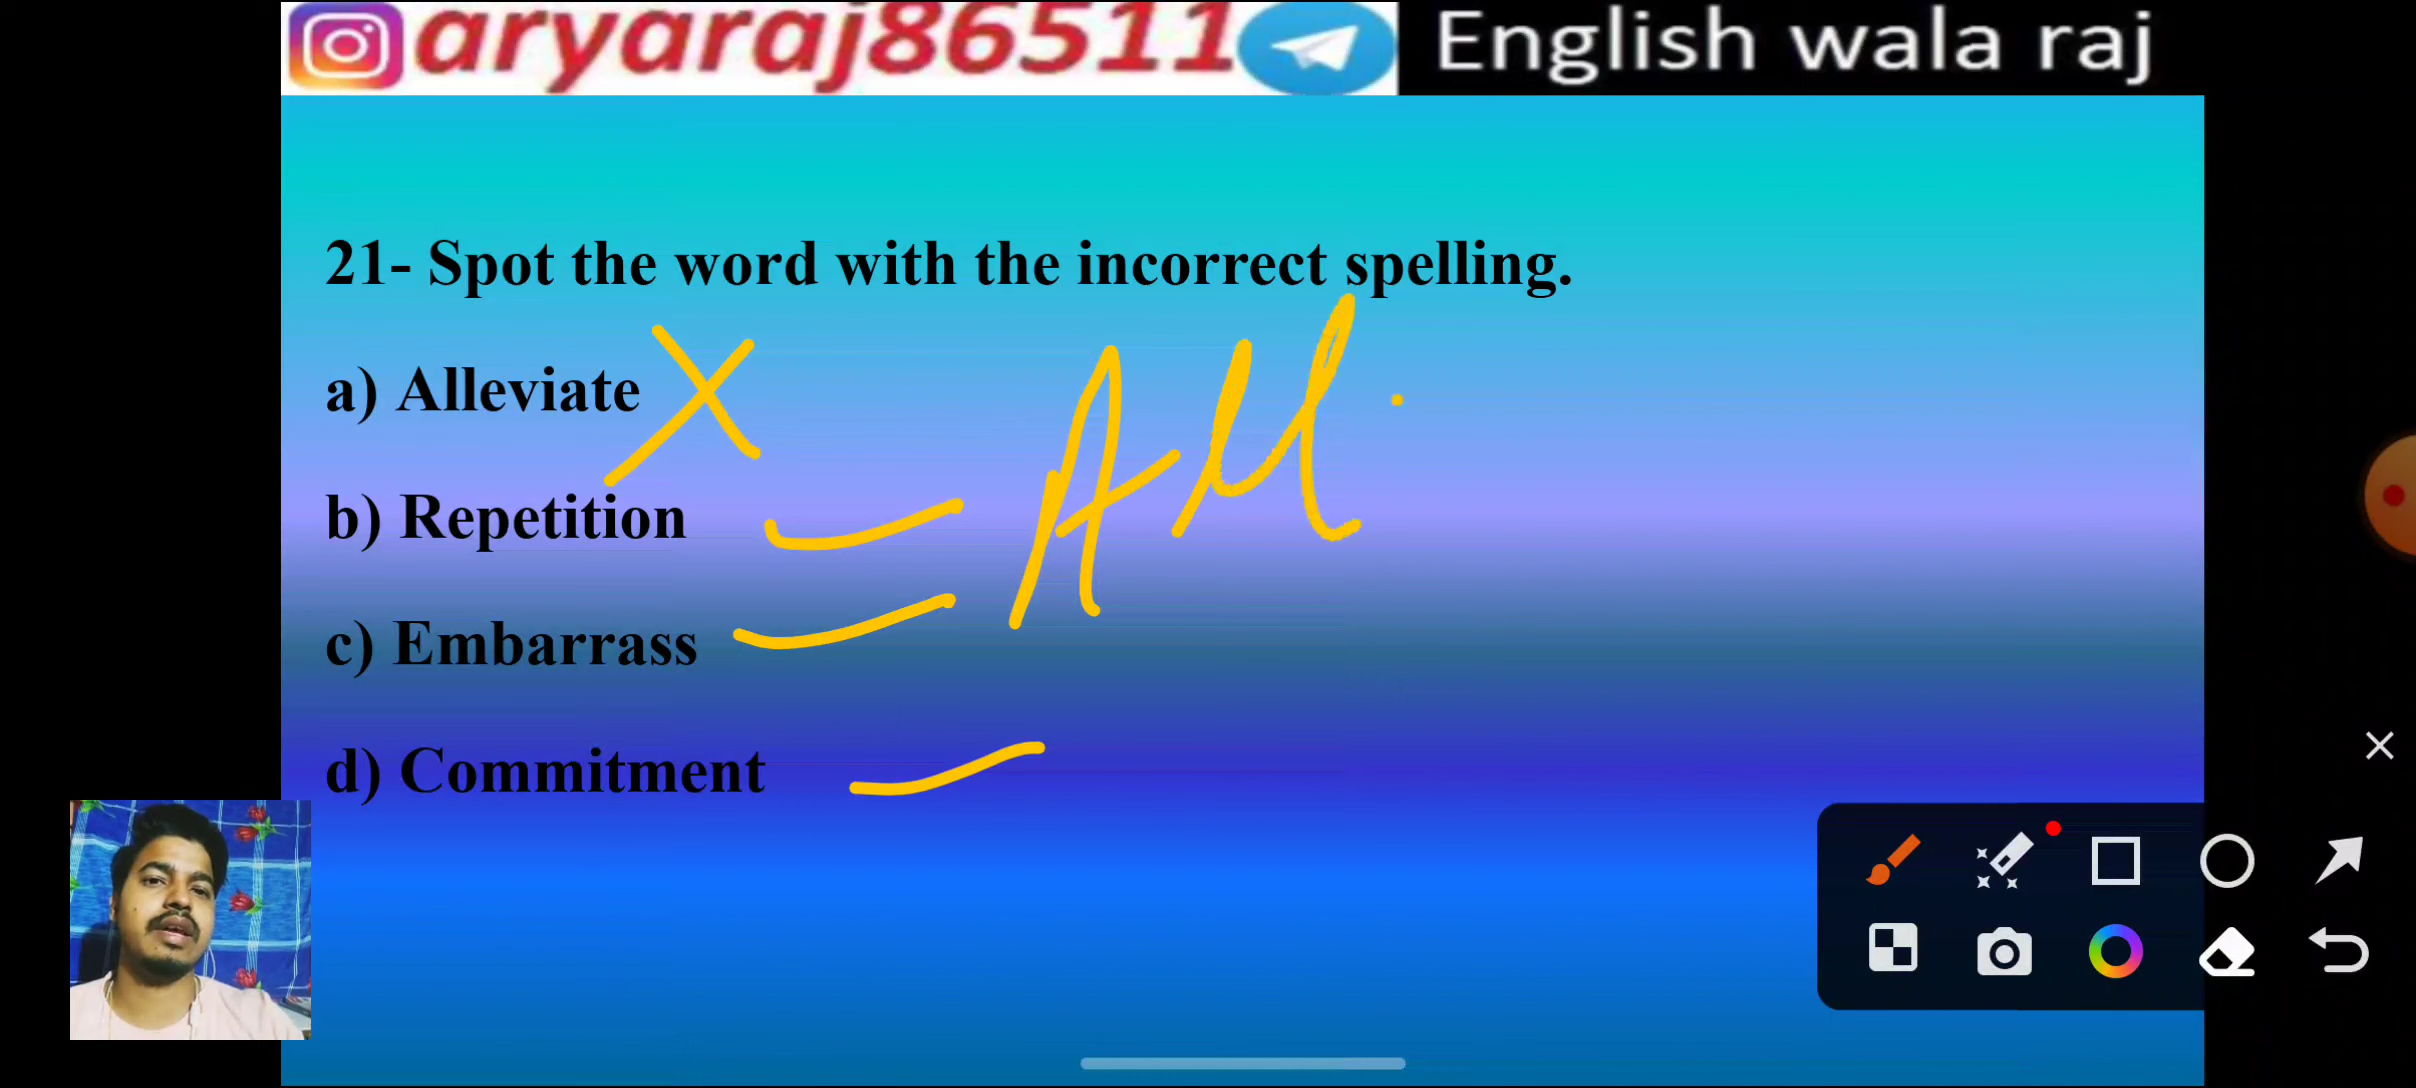 aryaraj86511 English wala raj
21- Spot the word with the incorrect spelling.
a) Alleviate
b) Repetition
c) Embarrass
d) Commitment
All